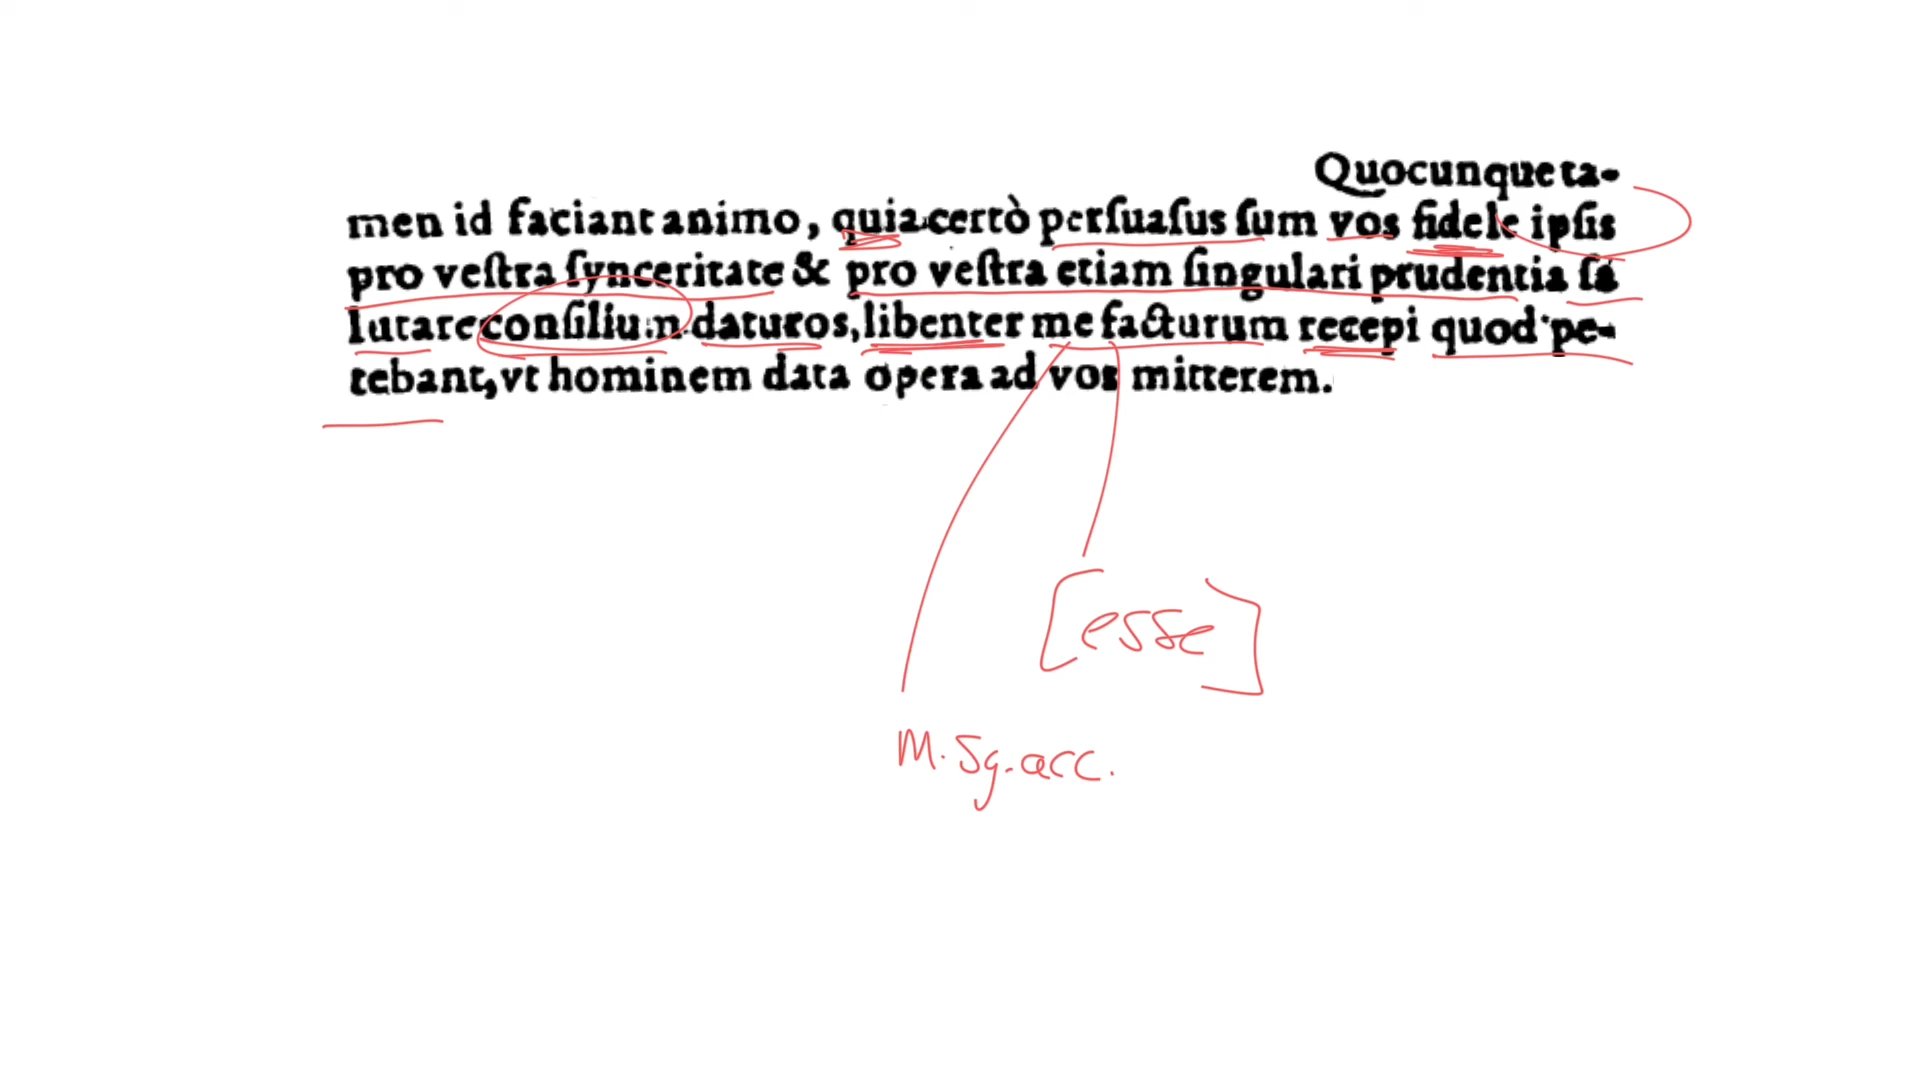 Quocunque ta-
men id faciant animo, quia certò perſuaſus ſum vos fidele ipſis
pro veſtra ſynceritate & pro veſtra etiam ſingulari prudentia ſa
lutare conſilium daturos, libenter me facturum recepi quod pe-
tebant, vt hominem data opera ad vos mitterem.
[esse]
M. Sg. acc.